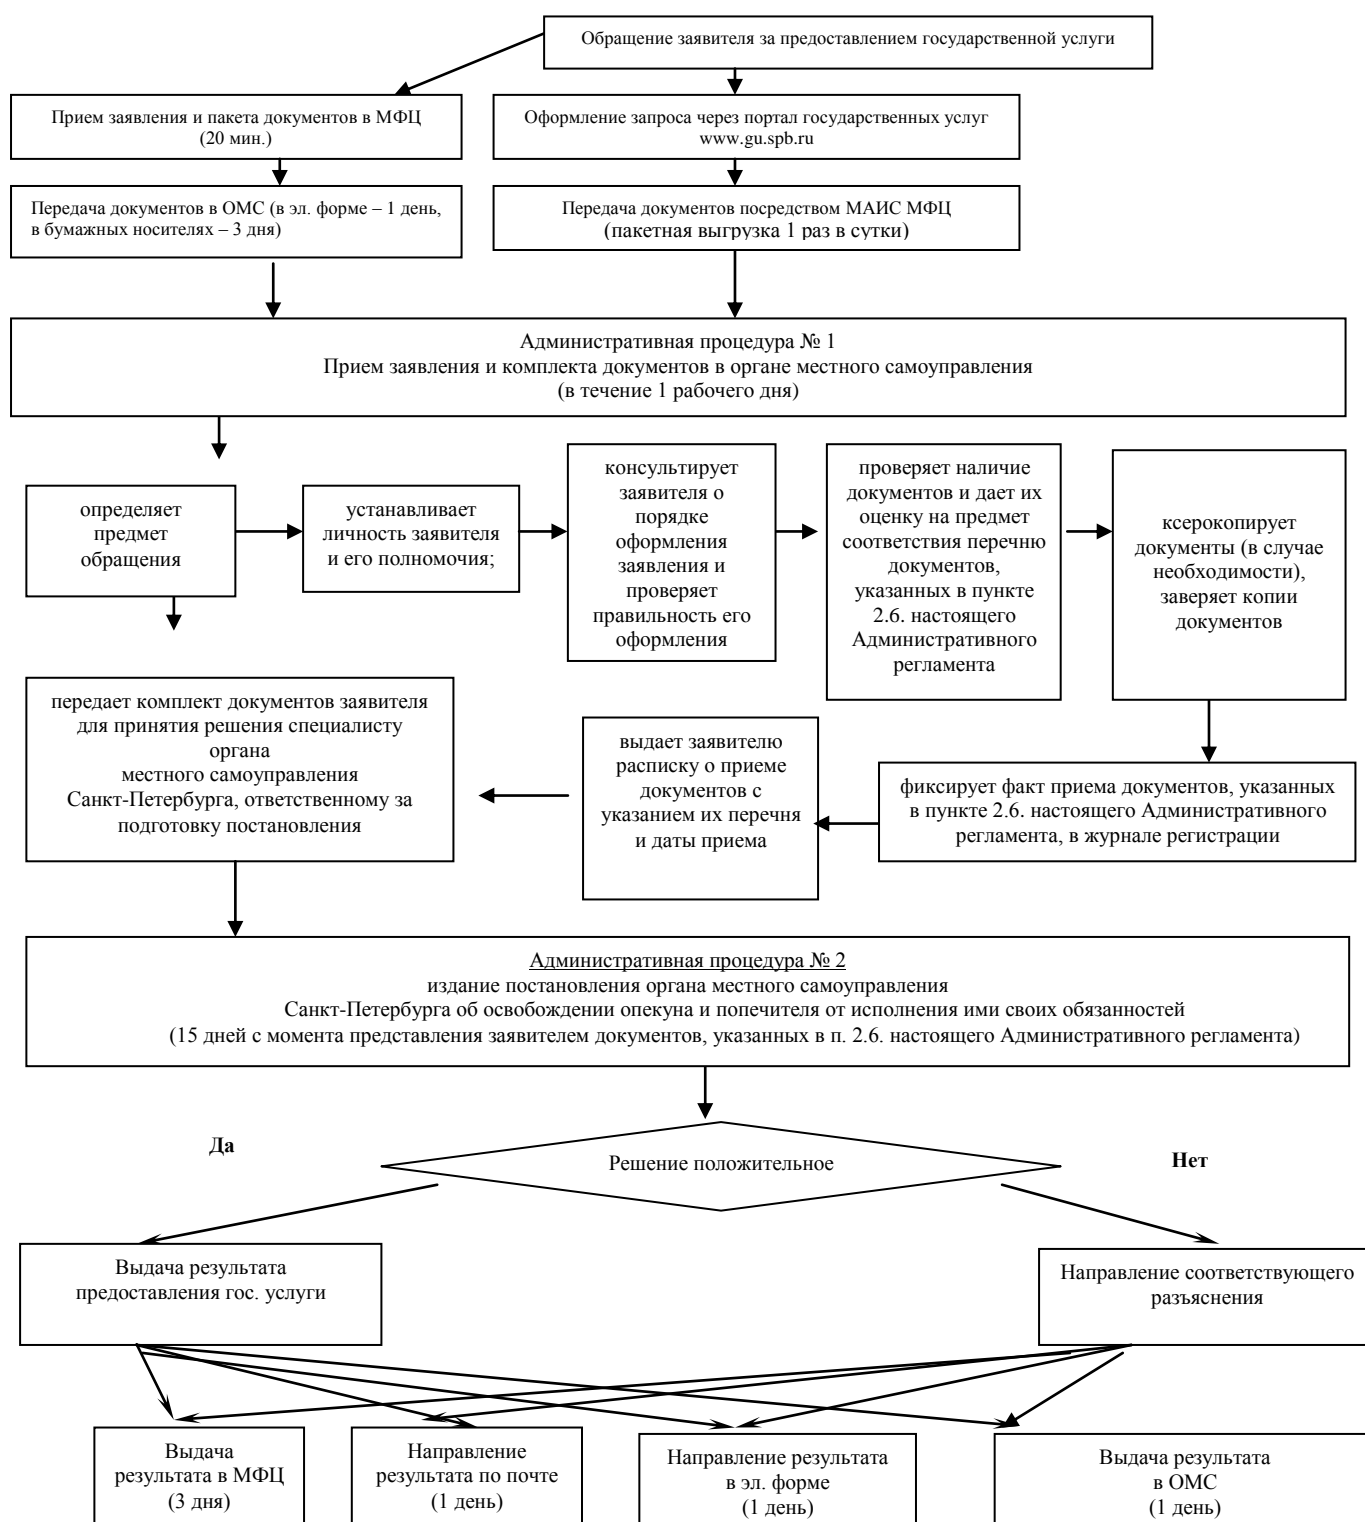 Обращение заявителя за предоставлением государственной услуги
Прием заявления и пакета документов в МФЦ
(20 мин.)
Оформление запроса через портал государственных услуг
www.gu.spb.ru
Передача документов в ОМС (в эл. форме – 1 день,
в бумажных носителях – 3 дня)
Передача документов посредством МАИС МФЦ
(пакетная выгрузка 1 раз в сутки)
Административная процедура № 1
Прием заявления и комплекта документов в органе местного самоуправления
(в течение 1 рабочего дня)
определяет
предмет
обращения
устанавливает
личность заявителя
и его полномочия;
консультирует
заявителя о
порядке
оформления
заявления и
проверяет
правильность его
оформления
проверяет наличие
документов и дает их
оценку на предмет
соответствия перечню
документов,
указанных в пункте
2.6. настоящего
Административного
регламента
ксерокопирует
документы (в случае
необходимости),
заверяет копии
документов
передает комплект документов заявителя
для принятия решения специалисту
органа
местного самоуправления
Санкт-Петербурга, ответственному за
подготовку постановления
выдает заявителю
расписку о приеме
документов с
указанием их перечня
и даты приема
фиксирует факт приема документов, указанных
в пункте 2.6. настоящего Административного
регламента, в журнале регистрации
Административная процедура № 2
издание постановления органа местного самоуправления
Санкт-Петербурга об освобождении опекуна и попечителя от исполнения ими своих обязанностей
(15 дней с момента представления заявителем документов, указанных в п. 2.6. настоящего Административного регламента)
Да
Решение положительное
Нет
Выдача результата
предоставления гос. услуги
Направление соответствующего
разъяснения
Выдача
результата в МФЦ
(3 дня)
Направление
результата по почте
(1 день)
Направление результата
в эл. форме
(1 день)
Выдача результата
в ОМС
(1 день)